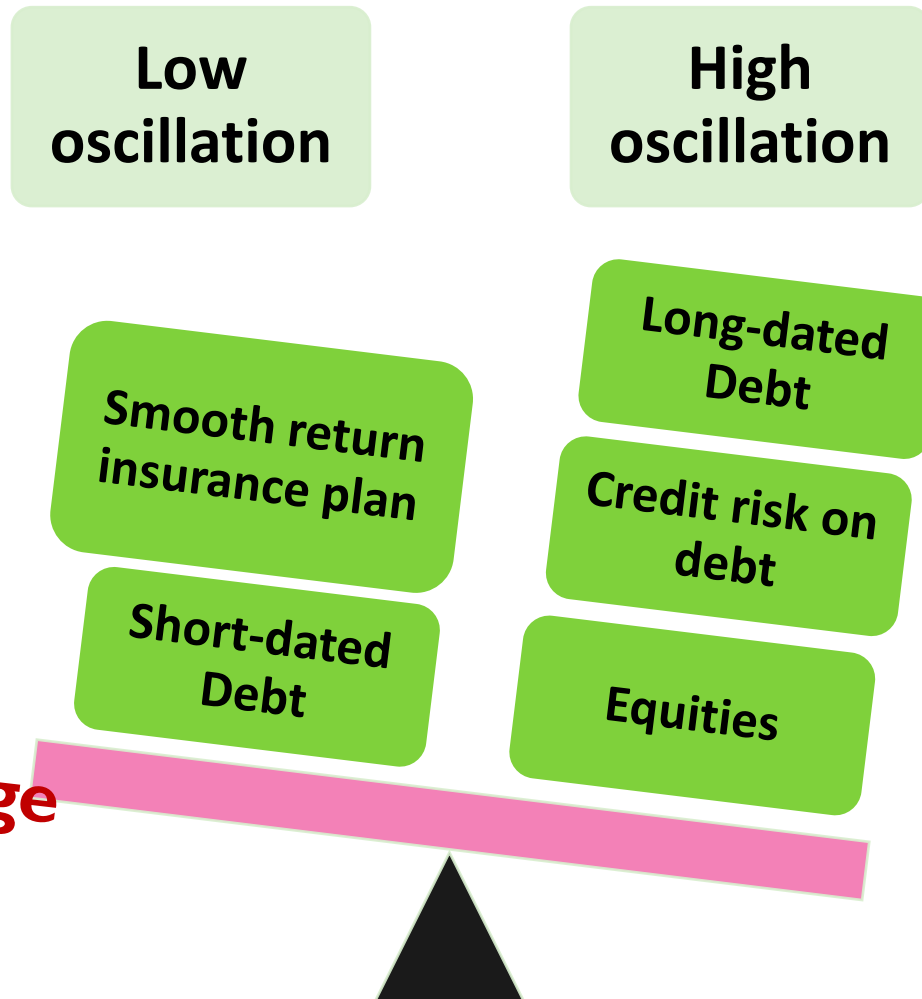 Low
oscillation
High
oscillation
Smooth return
insurance plan
Short-dated
Debt
Long-dated
Debt
Credit risk on
debt
Equities
ge